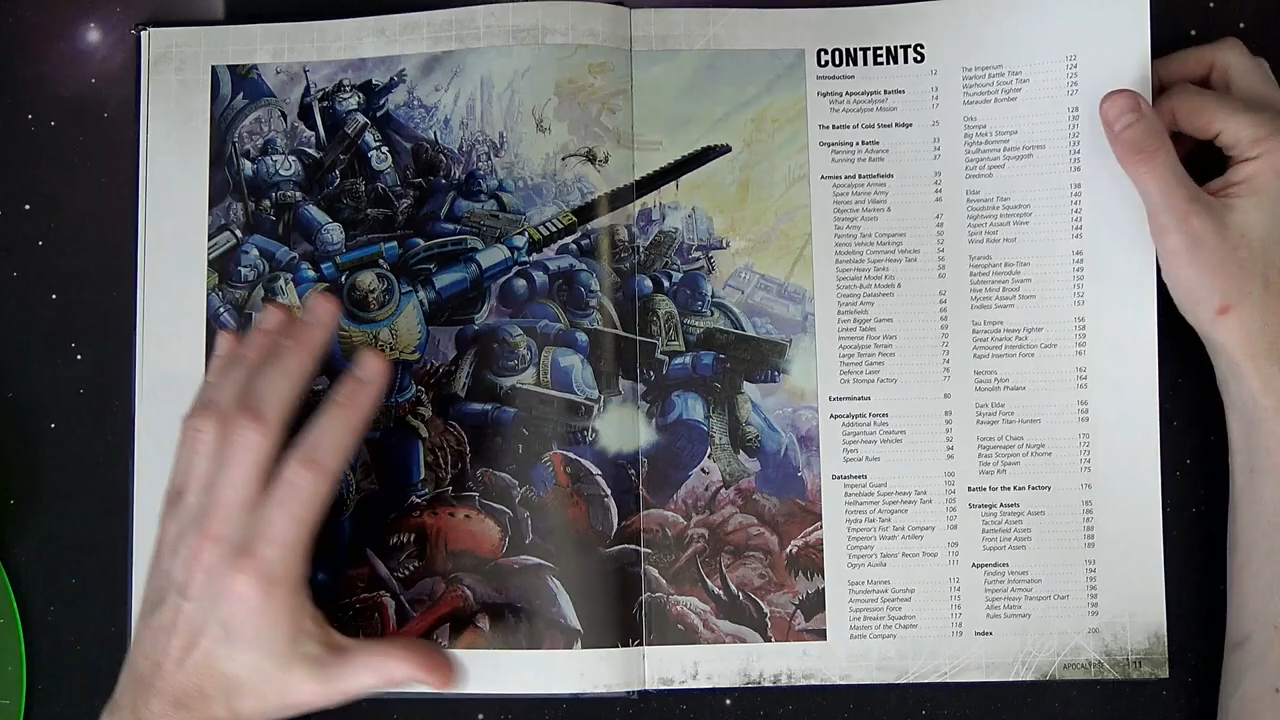 CONTENTS
Introduction 12
Fighting Apocalyptic Battles 13
What is Apocalypse? 14
The Apocalypse Mission 17
The Battle of Cold Steel Ridge 25
Organising a Battle 33
Planning in Advance 34
Running the Battle 37
Armies and Battlefields 39
Apocalypse Armies 42
Space Marine Army 44
Heroes and Villains 46
Objective Markers &
Strategic Assets 47
Tau Army 48
Painting Tank Companies 50
Xenos Vehicle Markings 52
Modelling Command Vehicles 54
Baneblade Super-Heavy Tank 56
Super-Heavy Tanks 58
Specialist Model Kits 60
Scratch-Built Models &
Creating Datasheets 62
Tyranid Army 64
Battlefields 66
Even Bigger Games 68
Linked Tables 69
Immense Floor Wars 70
Apocalypse Terrain 72
Large Terrain Pieces 73
Themed Games 74
Defence Laser 76
Ork Stompa Factory 77
Exterminatus 80
Apocalyptic Forces 89
Additional Rules 90
Gargantuan Creatures 91
Super-heavy Vehicles 92
Flyers 94
Special Rules 96
Datasheets 100
Imperial Guard 102
Baneblade Super-heavy Tank 104
Hellhammer Super-heavy Tank 105
Fortress of Arrogance 106
Hydra Flak-Tank 107
'Emperor's Fist' Tank Company 108
'Emperor's Wrath' Artillery
Company 109
'Emperor's Talons' Recon Troop 110
Ogryn Auxilia 111
Space Marines 112
Thunderhawk Gunship 114
Armoured Spearhead 115
Suppression Force 116
Line Breaker Squadron 117
Masters of the Chapter 118
Battle Company 119
The Imperium 122
Warlord Battle Titan 124
Warhound Scout Titan 125
Thunderbolt Fighter 126
Marauder Bomber 127
Orks 128
Stompa 130
Big Mek's Stompa 131
Fighta-Bommer 132
Skullhamma Battle Fortress 133
Gargantuan Squiggoth 134
Kult of speed 135
Dredmob 136
Eldar 138
Revenant Titan 140
Cloudstrike Squadron 141
Nightwing Interceptor 142
Aspect Assault Wave 143
Spirit Host 144
Wind Rider Host 145
Tyranids 146
Hierophant Bio-Titan 148
Barbed Hierodule 149
Subterranean Swarm 150
Hive Mind Brood 151
Mycetic Assault Storm 152
Endless Swarm 153
Tau Empire 156
Barracuda Heavy Fighter 158
Great Knarloc Pack 159
Armoured Interdiction Cadre 160
Rapid Insertion Force 161
Necrons 162
Gauss Pylon 164
Monolith Phalanx 165
Dark Eldar 166
Skyraid Force 168
Ravager Titan-Hunters 169
Forces of Chaos 170
Plaguereaper of Nurgle 172
Brass Scorpion of Khorne 173
Tide of Spawn 174
Warp Rift 175
Battle for the Kan Factory 176
Strategic Assets 185
Using Strategic Assets 186
Tactical Assets 187
Battlefield Assets 188
Front Line Assets 188
Support Assets 189
Appendices 193
Finding Venues 194
Further Information 195
Imperial Armour 196
Super-Heavy Transport Chart 198
Allies Matrix 198
Rules Summary 199
Index 200
APOCALYPSE 11